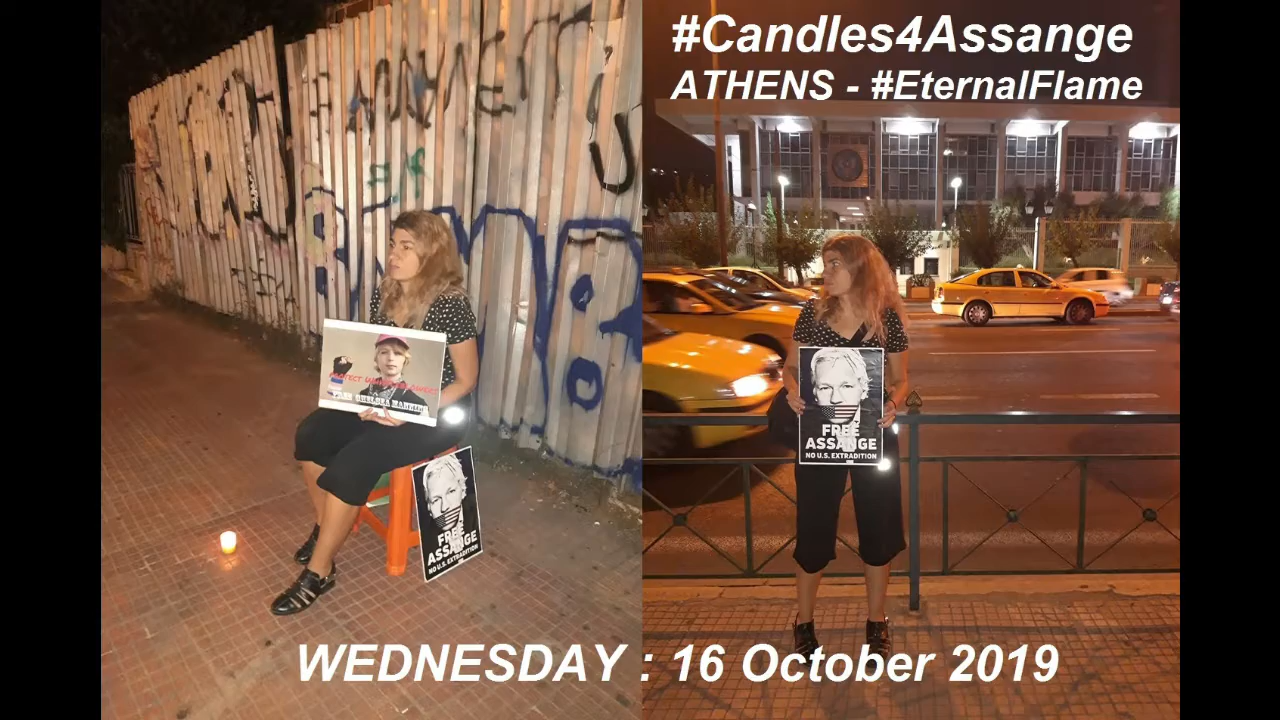 #Candles4Assange
ATHENS - #EternalFlame
FREE CHELSEA MANNING
FREE
ASSANGE
NO U.S. EXTRADITION
FREE
ASSANGE
NO U.S. EXTRADITION
WEDNESDAY : 16 October 2019